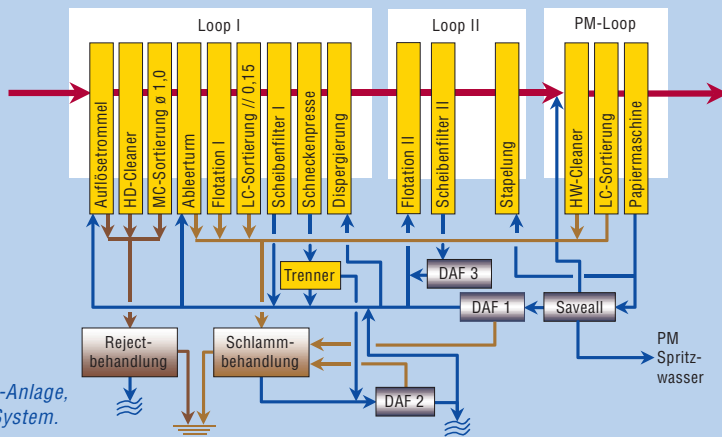 Loop I
Loop II
PM-Loop
Auflösetrommel
HD-Cleaner
MC-Sortierung ø 1,0
Ableerturm
Flotation I
LC-Sortierung // 0,15
Scheibenfilter I
Schneckenpresse
Dispergierung
Flotation II
Scheibenfilter II
Stapelung
HW-Cleaner
LC-Sortierung
Papiermaschine
Trenner
DAF 3
DAF 1
Saveall
Reject-
behandlung
Schlamm-
behandlung
DAF 2
PM
Spritz-
wasser
-Anlage,
System.